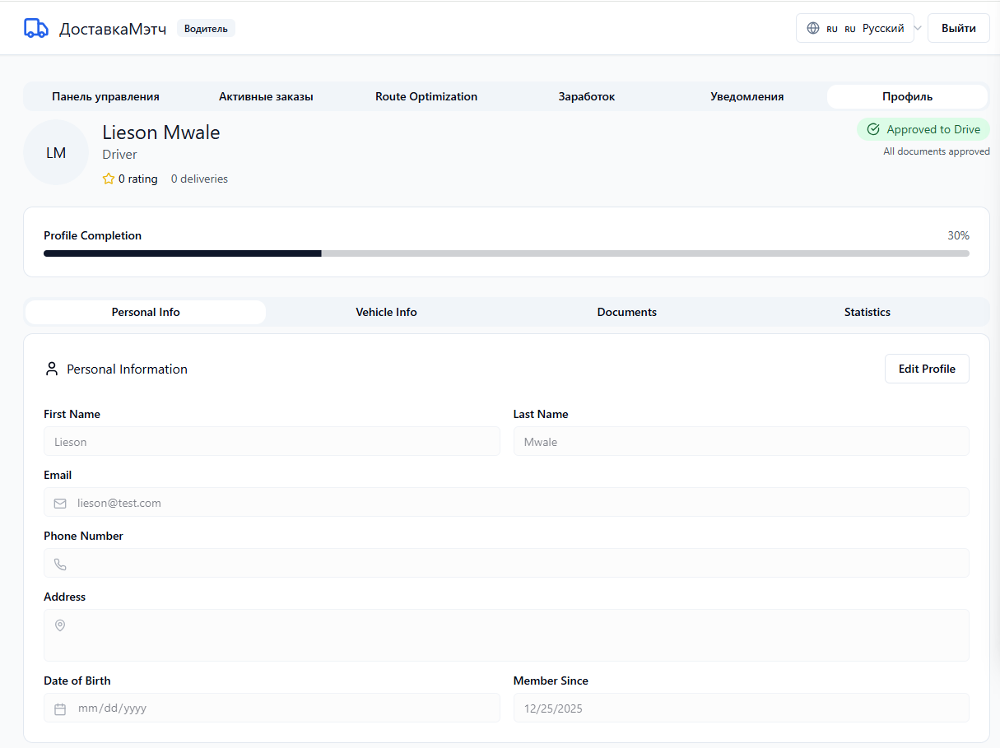 ДоставкаМэтч Водитель RU RU Русский Выйти
Панель управления Активные заказы Route Optimization Заработок Уведомления Профиль
LM
Lieson Mwale
Driver
0 rating 0 deliveries
Approved to Drive
All documents approved
Profile Completion 30%
Personal Info Vehicle Info Documents Statistics
Personal Information Edit Profile
First Name Last Name
Lieson Mwale
Email
lieson@test.com
Phone Number
Address
Date of Birth Member Since
mm/dd/yyyy 12/25/2025